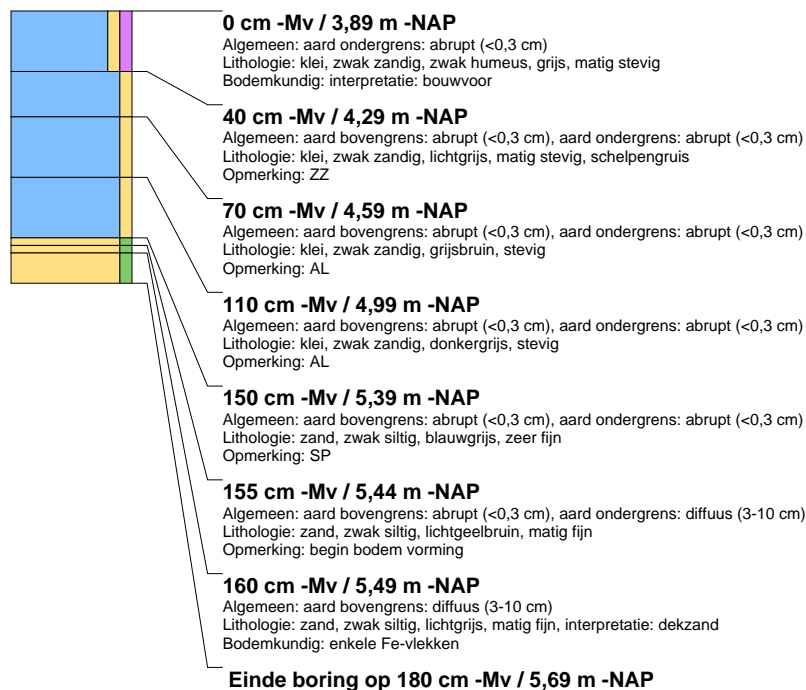 0 cm -Mv / 3,89 m -NAP
Algemeen: aard ondergrens: abrupt (<0,3 cm)
Lithologie: klei, zwak zandig, zwak humeus, grijs, matig stevig
Bodemkundig: interpretatie: bouwvoor
40 cm -Mv / 4,29 m -NAP
Algemeen: aard bovengrens: abrupt (<0,3 cm), aard ondergrens: abrupt (<0,3 cm)
Lithologie: klei, zwak zandig, lichtgrijs, matig stevig, schelpengruis
Opmerking: ZZ
70 cm -Mv / 4,59 m -NAP
Algemeen: aard bovengrens: abrupt (<0,3 cm), aard ondergrens: abrupt (<0,3 cm)
Lithologie: klei, zwak zandig, grijsbruin, stevig
Opmerking: AL
110 cm -Mv / 4,99 m -NAP
Algemeen: aard bovengrens: abrupt (<0,3 cm), aard ondergrens: abrupt (<0,3 cm)
Lithologie: klei, zwak zandig, donkergrijs, stevig
Opmerking: AL
150 cm -Mv / 5,39 m -NAP
Algemeen: aard bovengrens: abrupt (<0,3 cm), aard ondergrens: abrupt (<0,3 cm)
Lithologie: zand, zwak siltig, blauwgrijs, zeer fijn
Opmerking: SP
155 cm -Mv / 5,44 m -NAP
Algemeen: aard bovengrens: abrupt (<0,3 cm), aard ondergrens: diffuus (3-10 cm)
Lithologie: zand, zwak siltig, lichtgeelbruin, matig fijn
Opmerking: begin bodem vorming
160 cm -Mv / 5,49 m -NAP
Algemeen: aard bovengrens: diffuus (3-10 cm)
Lithologie: zand, zwak siltig, lichtgrijs, matig fijn, interpretatie: dekzand
Bodemkundig: enkele Fe-vlekken
Einde boring op 180 cm -Mv / 5,69 m -NAP